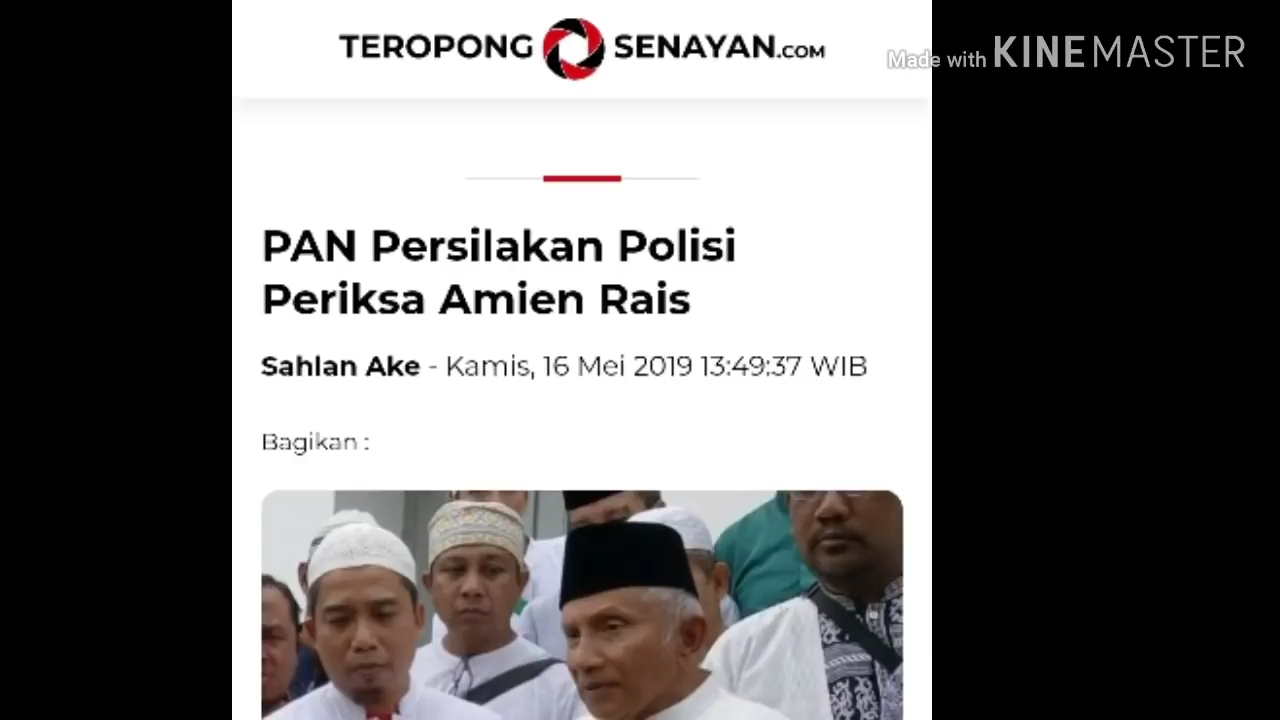 TEROPONG SENAYAN.COM
Made with KINEMASTER
PAN Persilakan Polisi
Periksa Amien Rais
Sahlan Ake - Kamis, 16 Mei 2019 13:49:37 WIB
Bagikan :